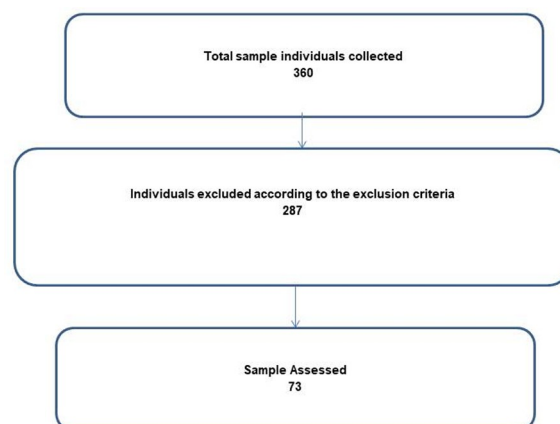 Total sample individuals collected
360
Individuals excluded according to the exclusion criteria
287
Sample Assessed
73